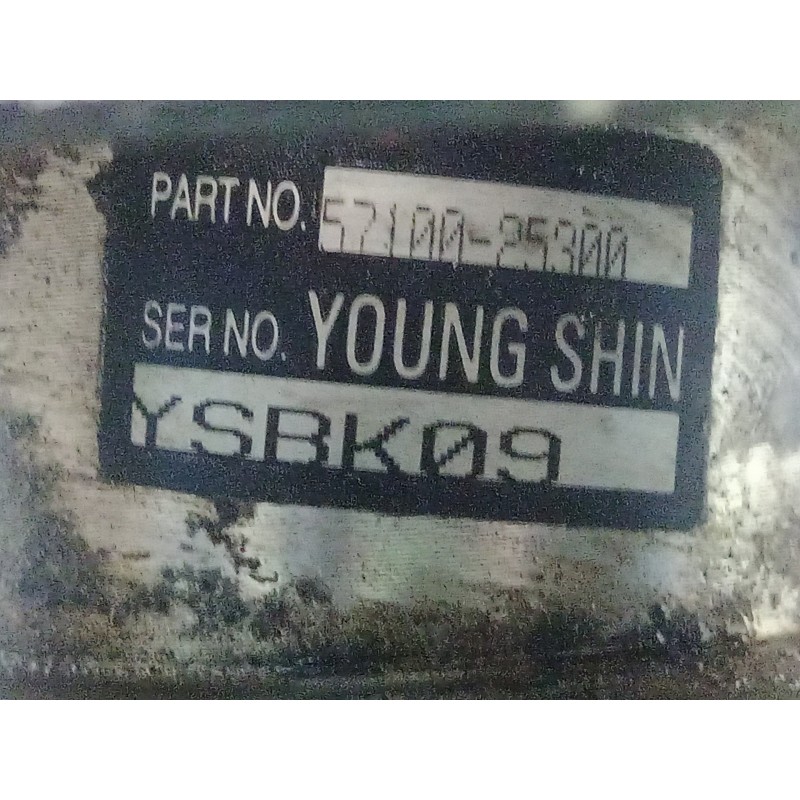 PART NO. 57100-25300
SER NO. YOUNG SHIN
YSBK09